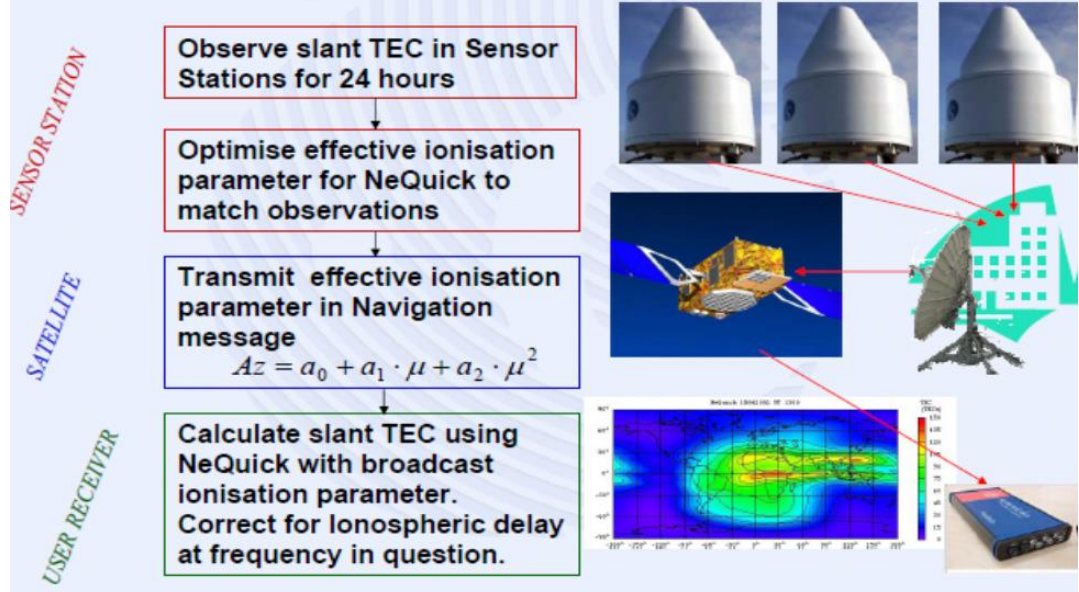 SENSOR STATION
Observe slant TEC in Sensor
Stations for 24 hours
Optimise effective ionisation
parameter for NeQuick to
match observations
SATELLITE
Transmit effective ionisation
parameter in Navigation
message
Az = a₀ + a₁ · μ + a₂ · μ²
USER RECEIVER
Calculate slant TEC using
NeQuick with broadcast
ionisation parameter.
Correct for Ionospheric delay
at frequency in question.
TEC